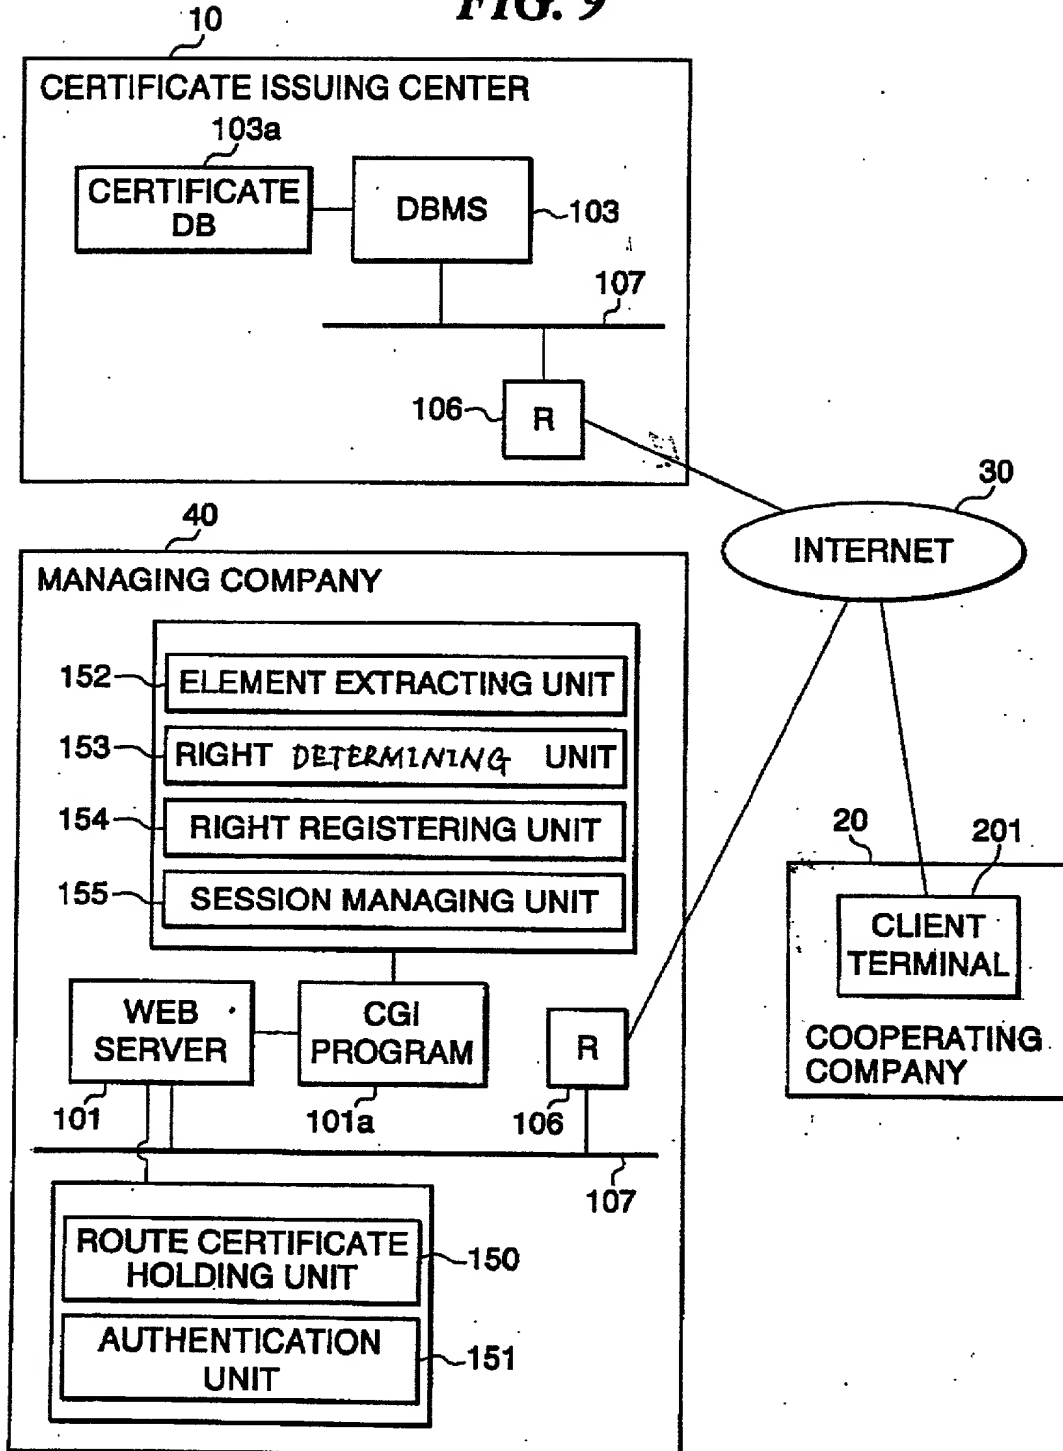 FIG. 9
10
CERTIFICATE ISSUING CENTER
103a
CERTIFICATE
DB
DBMS
103
107
106
R
30
INTERNET
40
MANAGING COMPANY
152
ELEMENT EXTRACTING UNIT
153
RIGHT DETERMINING UNIT
154
RIGHT REGISTERING UNIT
155
SESSION MANAGING UNIT
20
201
CLIENT
TERMINAL
COOPERATING
COMPANY
WEB
SERVER
CGI
PROGRAM
R
101
101a
106
107
ROUTE CERTIFICATE
HOLDING UNIT
150
AUTHENTICATION
UNIT
151